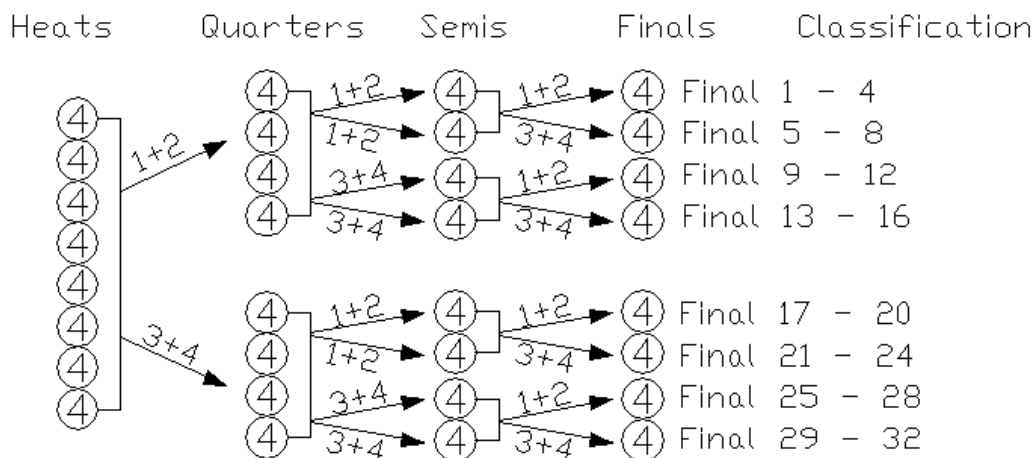 Heats Quarters Semis Finals Classification
4 4 1+2 4 1+2 4 Final 1 - 4
4 4 1+2 4 3+4 4 Final 5 - 8
4 1+2 4 3+4 4 1+2 4 Final 9 - 12
4 4 3+4 4 3+4 4 Final 13 - 16
4
4 4 1+2 4 1+2 4 Final 17 - 20
4 3+4 4 1+2 4 3+4 4 Final 21 - 24
4 4 3+4 4 1+2 4 Final 25 - 28
4 3+4 4 3+4 4 Final 29 - 32